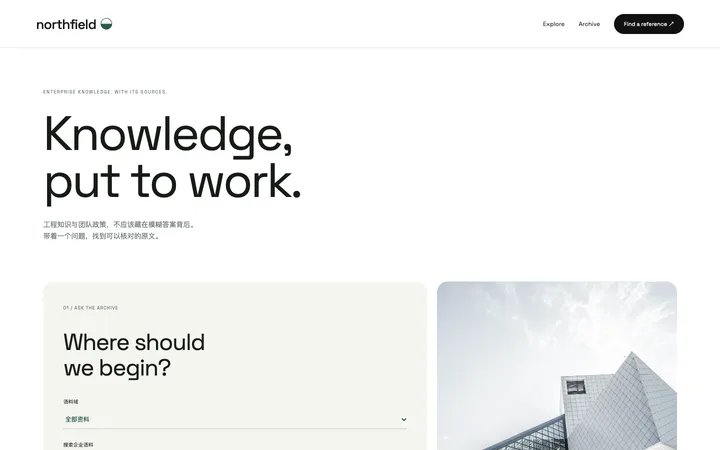 northfield
Explore
Archive
Find a reference ↗
ENTERPRISE KNOWLEDGE, WITH ITS SOURCES.
Knowledge,
put to work.
工程知识与团队政策，不应该藏在模糊答案背后。
带着一个问题，找到可以核对的原文。
01 / ASK THE ARCHIVE
Where should
we begin?
语料域
全部资料
搜索企业语料